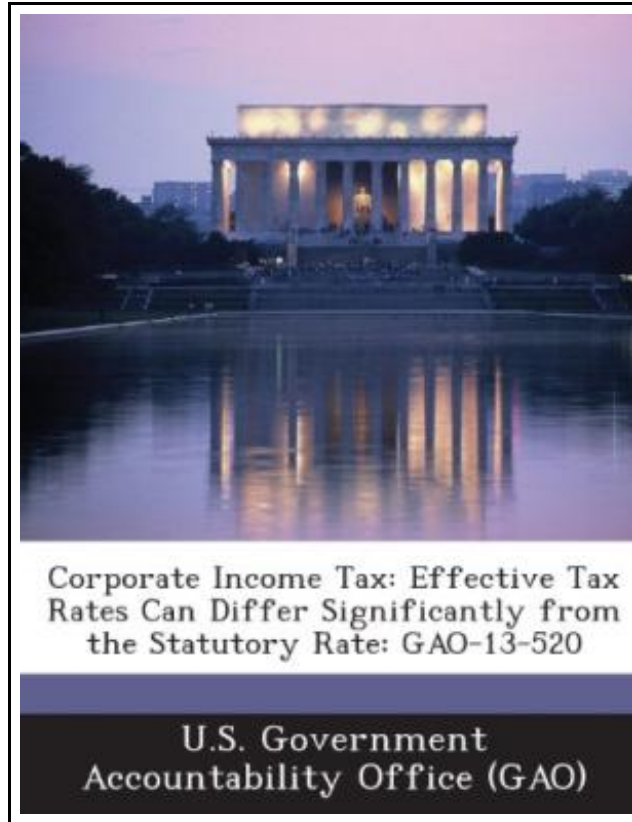 Corporate Income Tax: Effective Tax
Rates Can Differ Significantly from
the Statutory Rate: GAO-13-520
U.S. Government
Accountability Office (GAO)